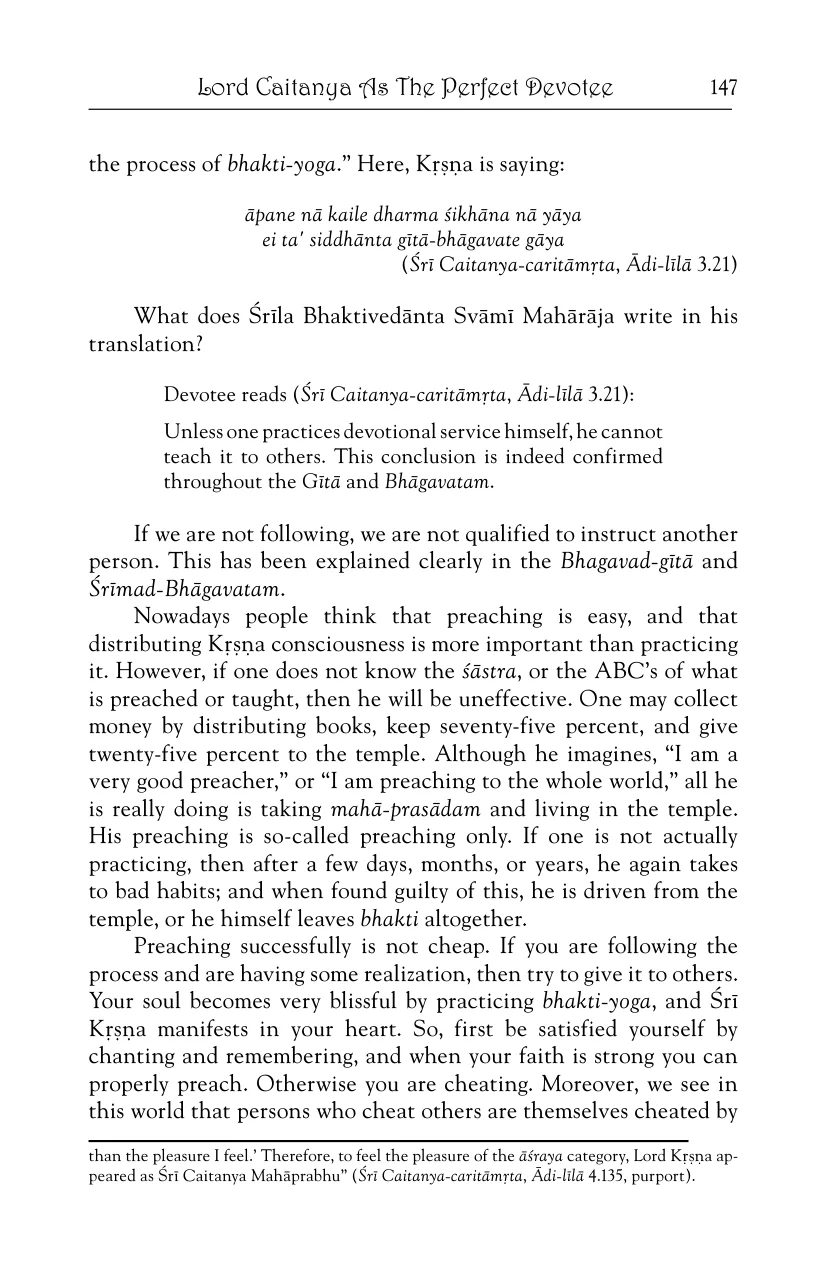 Lord Caitanya As The Perfect Devotee 147
the process of bhakti-yoga.” Here, Kṛṣṇa is saying:
āpane nā kaile dharma śikhāna nā yāya
ei ta' siddhānta gītā-bhāgavate gāya
(Śrī Caitanya-caritāmṛta, Ādi-līlā 3.21)
What does Śrīla Bhaktivedānta Svāmī Mahārāja write in his
translation?
Devotee reads (Śrī Caitanya-caritāmṛta, Ādi-līlā 3.21):
Unless one practices devotional service himself, he cannot
teach it to others. This conclusion is indeed confirmed
throughout the Gītā and Bhāgavatam.
If we are not following, we are not qualified to instruct another
person. This has been explained clearly in the Bhagavad-gītā and
Śrīmad-Bhāgavatam.
Nowadays people think that preaching is easy, and that
distributing Kṛṣṇa consciousness is more important than practicing
it. However, if one does not know the śāstra, or the ABC’s of what
is preached or taught, then he will be uneffective. One may collect
money by distributing books, keep seventy-five percent, and give
twenty-five percent to the temple. Although he imagines, “I am a
very good preacher,” or “I am preaching to the whole world,” all he
is really doing is taking mahā-prasādam and living in the temple.
His preaching is so-called preaching only. If one is not actually
practicing, then after a few days, months, or years, he again takes
to bad habits; and when found guilty of this, he is driven from the
temple, or he himself leaves bhakti altogether.
Preaching successfully is not cheap. If you are following the
process and are having some realization, then try to give it to others.
Your soul becomes very blissful by practicing bhakti-yoga, and Śrī
Kṛṣṇa manifests in your heart. So, first be satisfied yourself by
chanting and remembering, and when your faith is strong you can
properly preach. Otherwise you are cheating. Moreover, we see in
this world that persons who cheat others are themselves cheated by
than the pleasure I feel.’ Therefore, to feel the pleasure of the āśraya category, Lord Kṛṣṇa ap-
peared as Śrī Caitanya Mahāprabhu” (Śrī Caitanya-caritāmṛta, Ādi-līlā 4.135, purport).